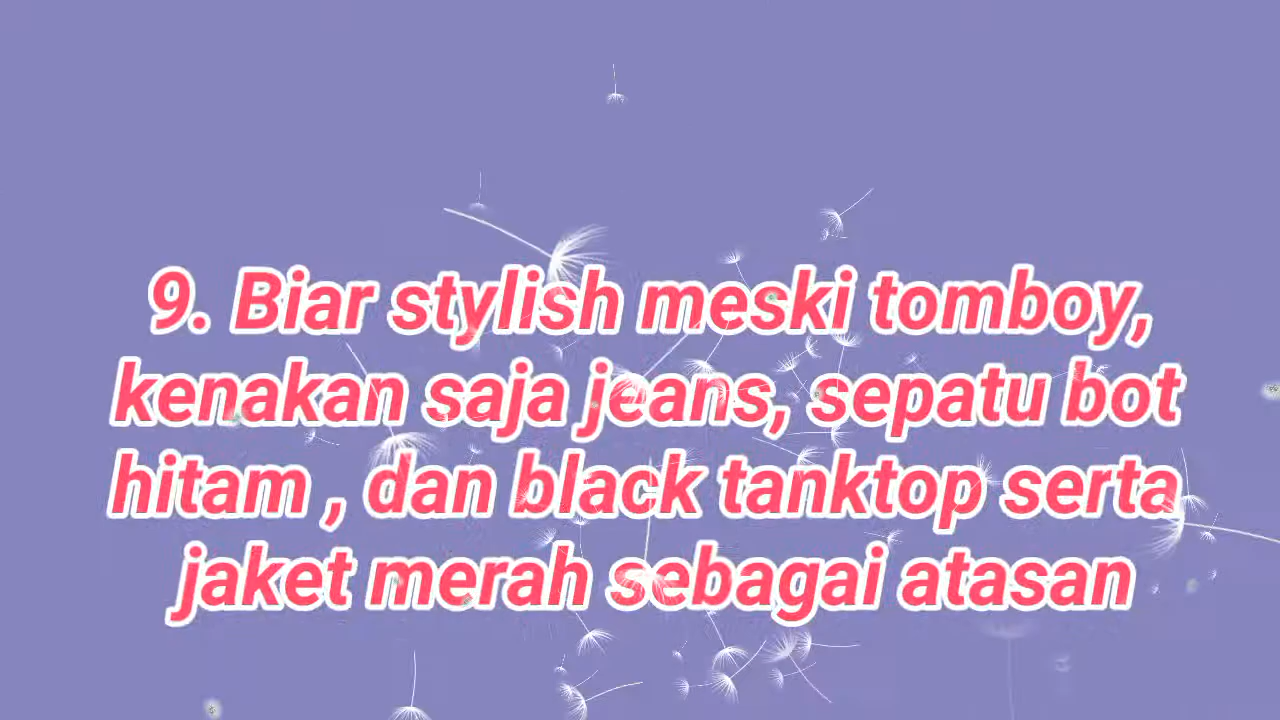 9. Biar stylish meski tomboy,
kenakan saja jeans, sepatu bot
hitam , dan black tanktop serta
jaket merah sebagai atasan